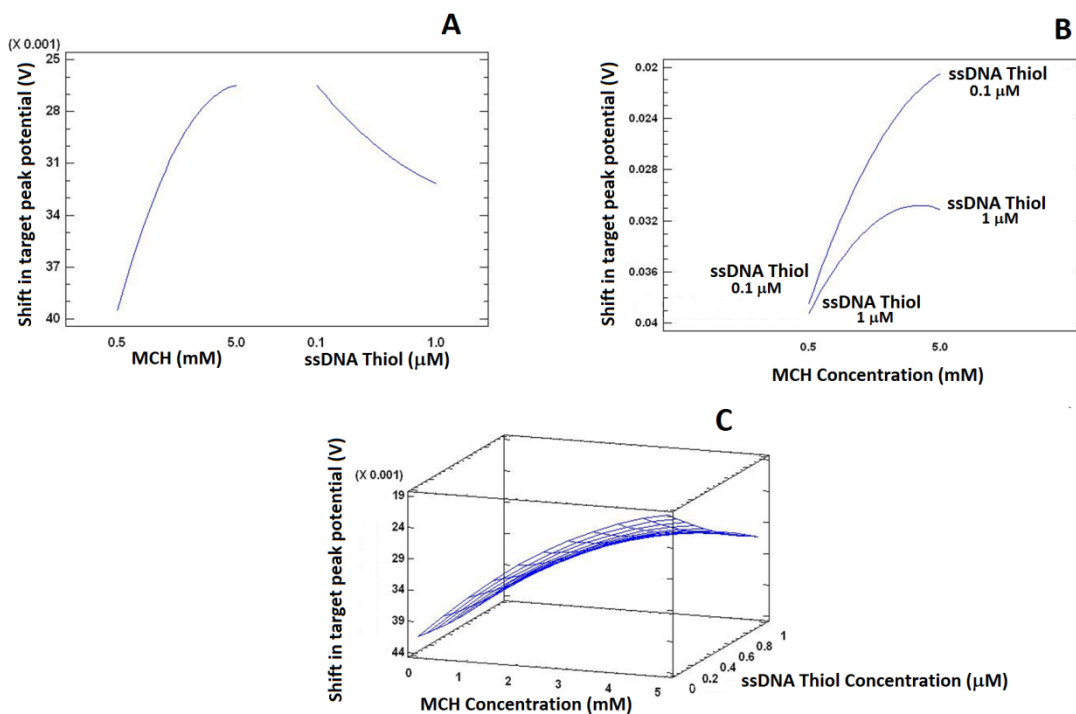 A
(X 0.001)
Shift in target peak potential (V)
25
28
31
34
37
40
0.5
5.0
0.1
1.0
MCH (mM)
ssDNA Thiol (μM)
B
Shift in target peak potential (V)
0.02
0.024
0.028
0.032
0.036
0.04
ssDNA Thiol
0.1 μM
ssDNA Thiol
1 μM
ssDNA Thiol
0.1 μM
ssDNA Thiol
1 μM
0.5
5.0
MCH Concentration (mM)
C
Shift in target peak potential (V)
(X 0.001)
19
24
29
34
39
44
0
1
2
3
4
5
MCH Concentration (mM)
0
0.2
0.4
0.6
0.8
1
ssDNA Thiol Concentration (μM)